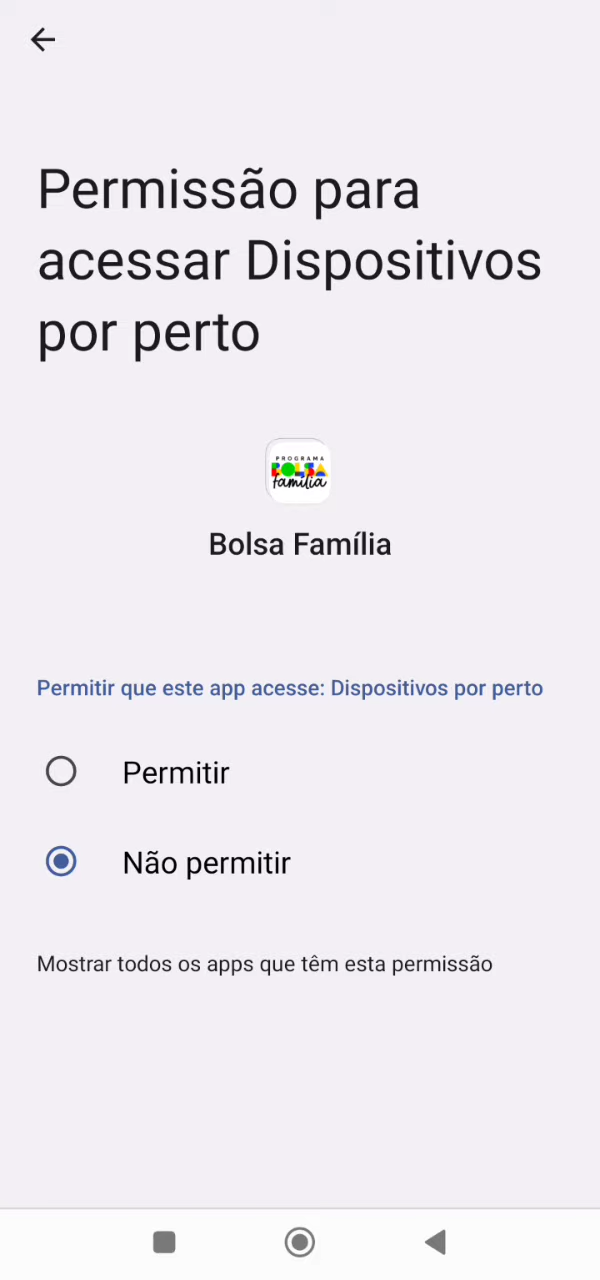 Permissão para
acessar Dispositivos
por perto
PROGRAMA
BOLSA
família
Bolsa Família
Permitir que este app acesse: Dispositivos por perto
Permitir
Não permitir
Mostrar todos os apps que têm esta permissão